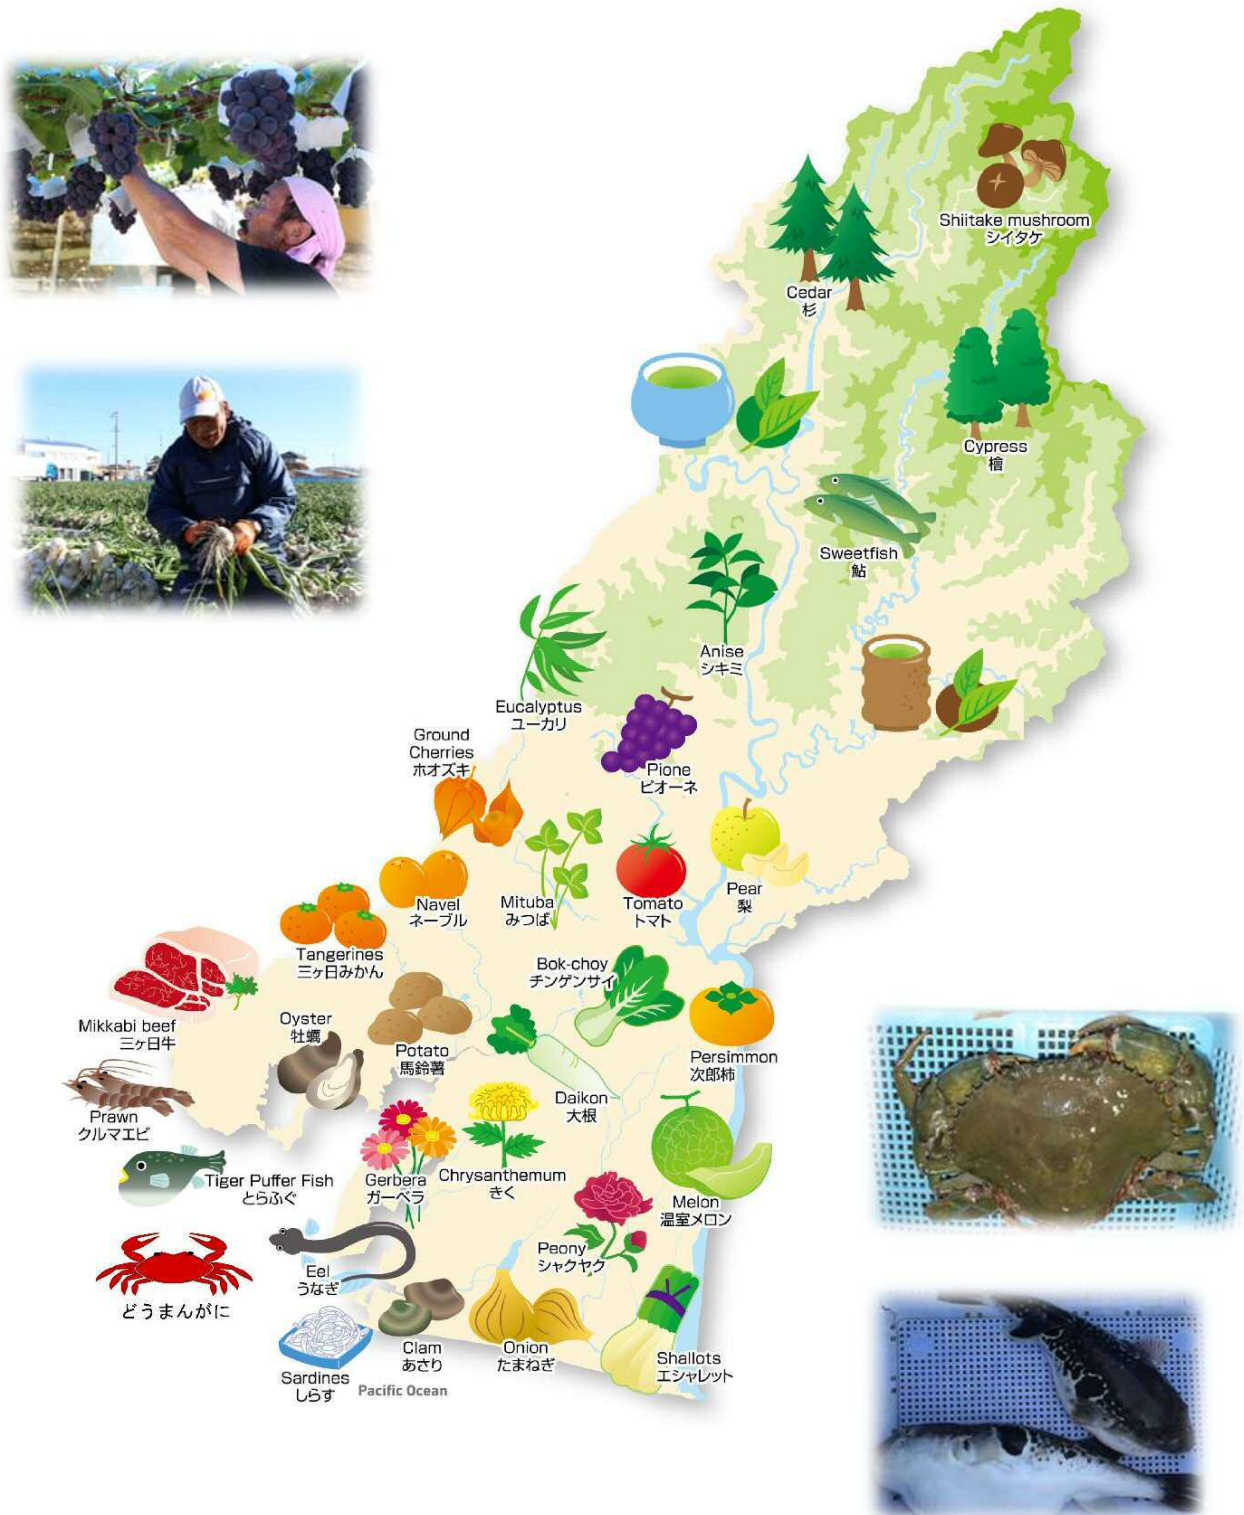 Shiitake mushroom
シイタケ
Cedar
杉
Cypress
檜
Sweetfish
鮎
Anise
シキミ
Eucalyptus
ユーカリ
Ground
Cherries
ホオズキ
Pione
ピオーネ
Navel
ネーブル
Mituba
みつば
Tomato
トマト
Pear
梨
Tangerines
三ヶ日みかん
Bok-choy
チンゲンサイ
Mikkabi beef
三ヶ日牛
Oyster
牡蠣
Potato
馬鈴薯
Persimmon
次郎柿
Daikon
大根
Prawn
クルマエビ
Tiger Puffer Fish
とらふぐ
Gerbera
ガーベラ
Chrysanthemum
きく
Melon
温室メロン
Peony
シャクヤク
Eel
うなぎ
どうまんがに
Sardines
しらす
Clam
あさり
Onion
たまねぎ
Shallots
エシャレット
Pacific Ocean